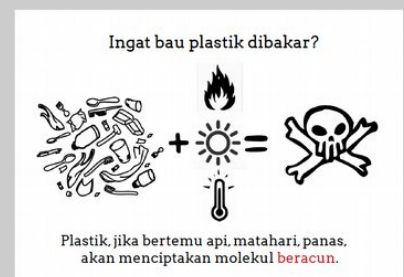 Ingat bau plastik dibakar?
Plastik, jika bertemu api, matahari, panas,
akan menciptakan molekul beracun.